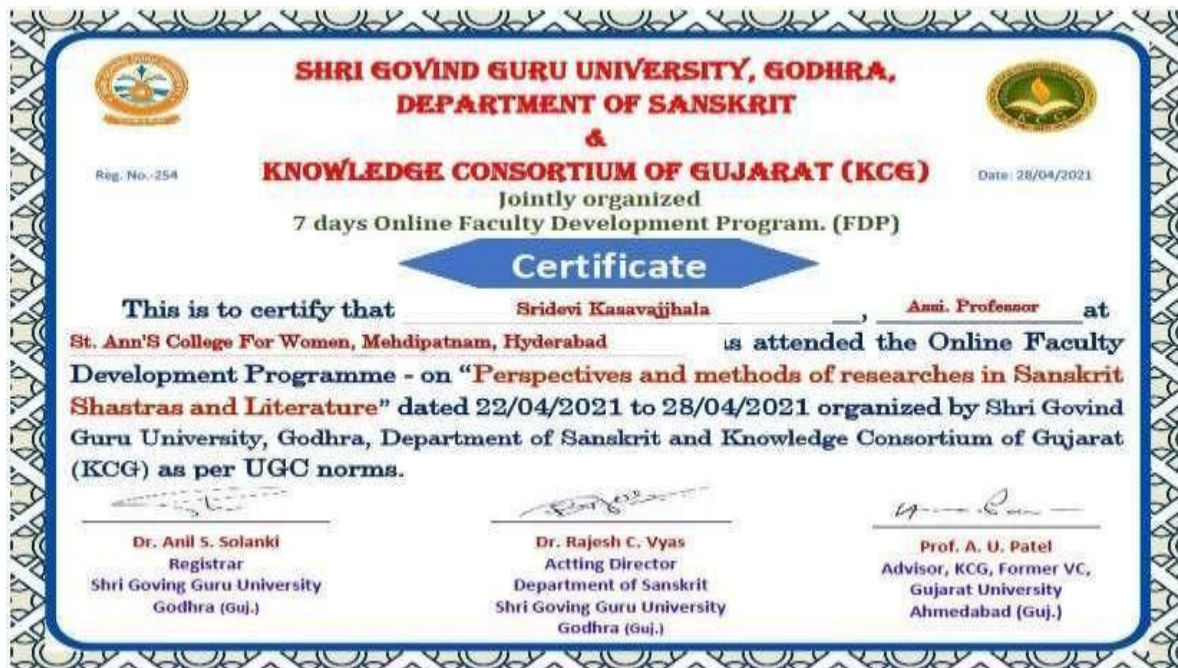 SHRI GOVIND GURU UNIVERSITY, GODHRA,
DEPARTMENT OF SANSKRIT
&
KNOWLEDGE CONSORTIUM OF GUJARAT (KCG)
Reg. No.-254
Date: 28/04/2021
Jointly organized
7 days Online Faculty Development Program. (FDP)
Certificate
This is to certify that Sridevi Kasavajjhala, Assi. Professor at
St. Ann'S College For Women, Mehdipatnam, Hyderabad is attended the Online Faculty
Development Programme - on “Perspectives and methods of researches in Sanskrit
Shastras and Literature” dated 22/04/2021 to 28/04/2021 organized by Shri Govind
Guru University, Godhra, Department of Sanskrit and Knowledge Consortium of Gujarat
(KCG) as per UGC norms.
Dr. Anil S. Solanki
Registrar
Shri Goving Guru University
Godhra (Guj.)
Dr. Rajesh C. Vyas
Actting Director
Department of Sanskrit
Shri Goving Guru University
Godhra (Guj.)
Prof. A. U. Patel
Advisor, KCG, Former VC,
Gujarat University
Ahmedabad (Guj.)
KCG